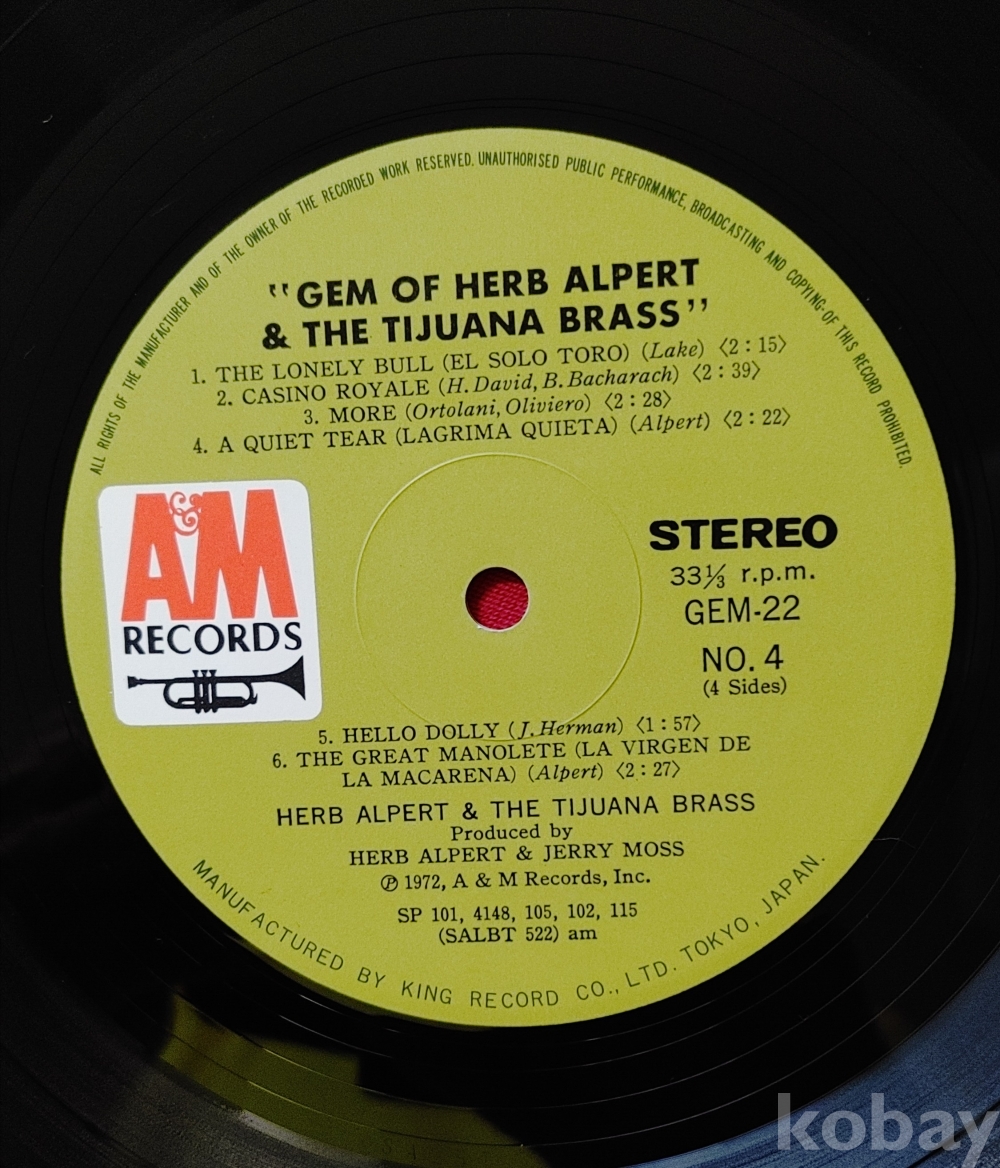 ALL RIGHTS OF THE MANUFACTURER AND OF THE OWNER OF THE RECORDED WORK RESERVED. UNAUTHORISED PUBLIC PERFORMANCE, BROADCASTING AND COPYING OF THIS RECORD PROHIBITED.
"GEM OF HERB ALPERT
& THE TIJUANA BRASS"
1. THE LONELY BULL (EL SOLO TORO) (Lake) 〈2:15〉
2. CASINO ROYALE (H. David, B. Bacharach) 〈2:39〉
3. MORE (Ortolani, Oliviero) 〈2:28〉
4. A QUIET TEAR (LAGRIMA QUIETA) (Alpert) 〈2:22〉
A&M
RECORDS
STEREO
33⅓ r.p.m.
GEM-22
NO. 4
(4 Sides)
5. HELLO DOLLY (J. Herman) 〈1:57〉
6. THE GREAT MANOLETE (LA VIRGEN DE
LA MACARENA) (Alpert) 〈2:27〉
HERB ALPERT & THE TIJUANA BRASS
Produced by
HERB ALPERT & JERRY MOSS
℗ 1972, A & M Records, Inc.
SP 101, 4148, 105, 102, 115
(SALBT 522) am
MANUFACTURED BY KING RECORD CO., LTD. TOKYO, JAPAN.
kobay